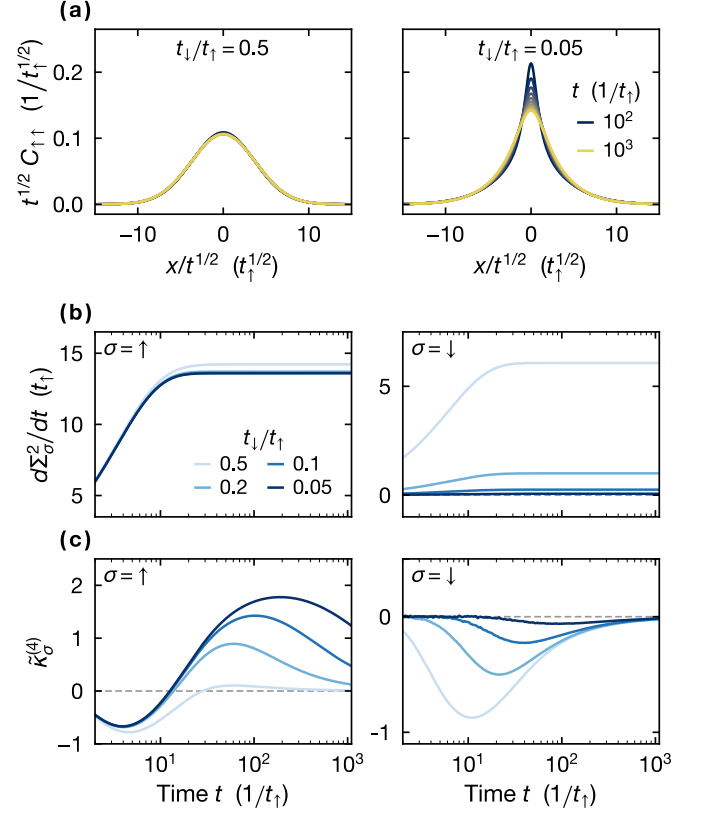 (a)
t↓/t↑ = 0.5
t↓/t↑ = 0.05
t^{1/2} C↑↑ (1/t↑^{1/2})
0.2
0.1
0.0
t (1/t↑)
10²
10³
−10 0 10
−10 0 10
x/t^{1/2} (t↑^{1/2})
x/t^{1/2} (t↑^{1/2})
(b)
σ = ↑
σ = ↓
dΣ²σ/dt (t↑)
15
10
5
t↓/t↑
0.5 0.1
0.2 0.05
5
0
(c)
σ = ↑
σ = ↓
κ̃σ^{(4)}
2
1
0
−1
0
−1
10¹ 10² 10³
10¹ 10² 10³
Time t (1/t↑)
Time t (1/t↑)